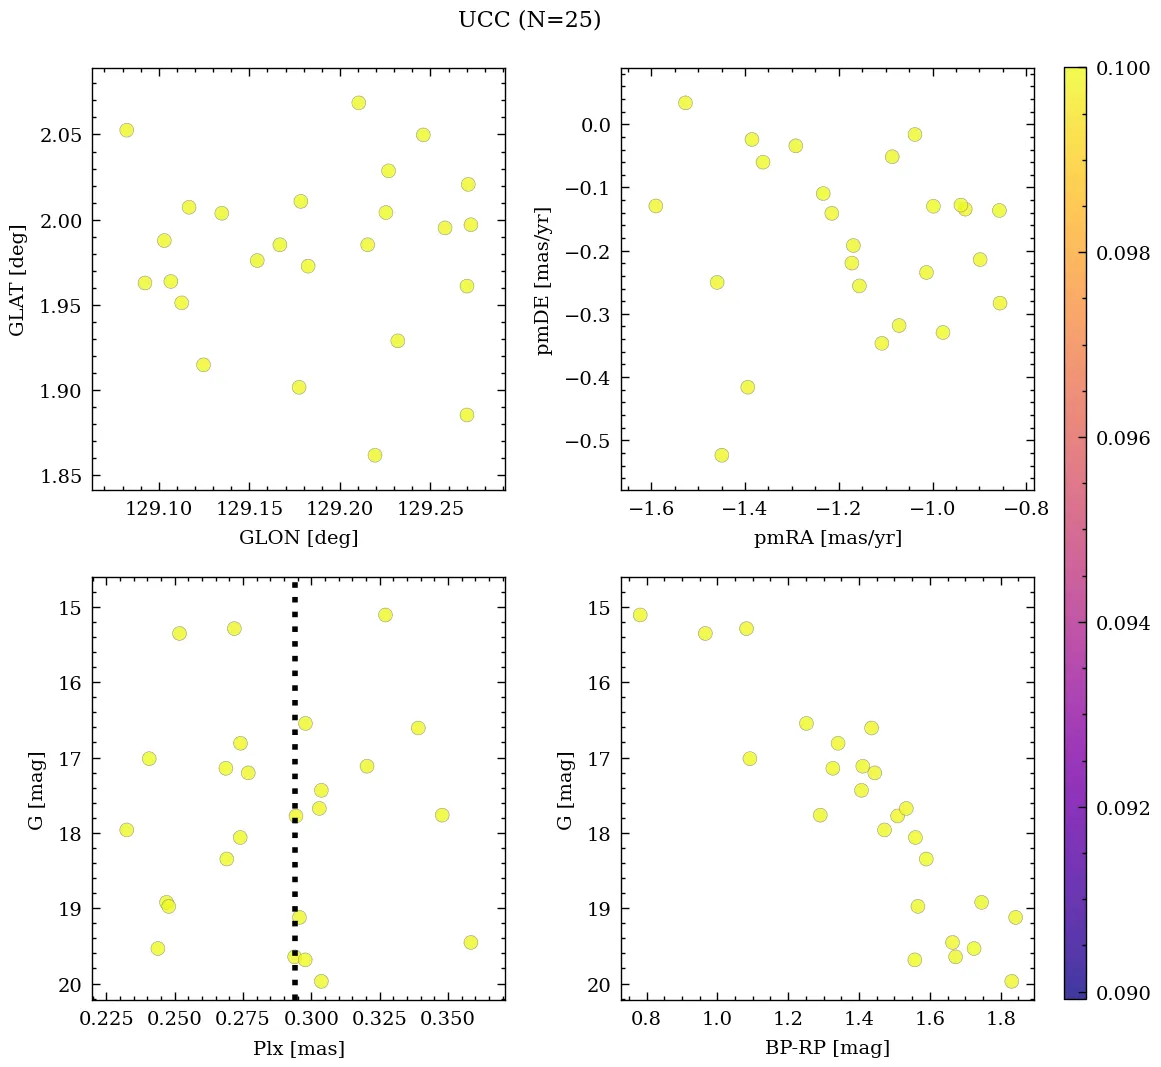 UCC (N=25)
2.05
2.00
1.95
1.90
1.85
GLAT [deg]
129.10 129.15 129.20 129.25
GLON [deg]
0.0
−0.1
−0.2
−0.3
−0.4
−0.5
pmDE [mas/yr]
−1.6 −1.4 −1.2 −1.0 −0.8
pmRA [mas/yr]
0.100
0.098
0.096
0.094
0.092
0.090
15
16
17
18
19
20
G [mag]
0.225 0.250 0.275 0.300 0.325 0.350
Plx [mas]
15
16
17
18
19
20
G [mag]
0.8 1.0 1.2 1.4 1.6 1.8
BP-RP [mag]